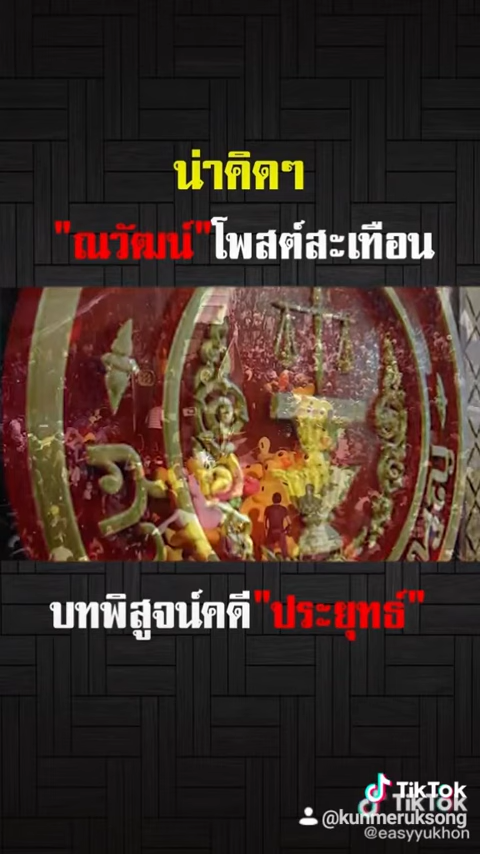 น่าคิดๆ
"ณวัฒน์"โพสต์สะเทือน
บทพิสูจน์คดี"ประยุทธ์"
TikTok
TikTok
@kunmeruksong
@easyyukhon